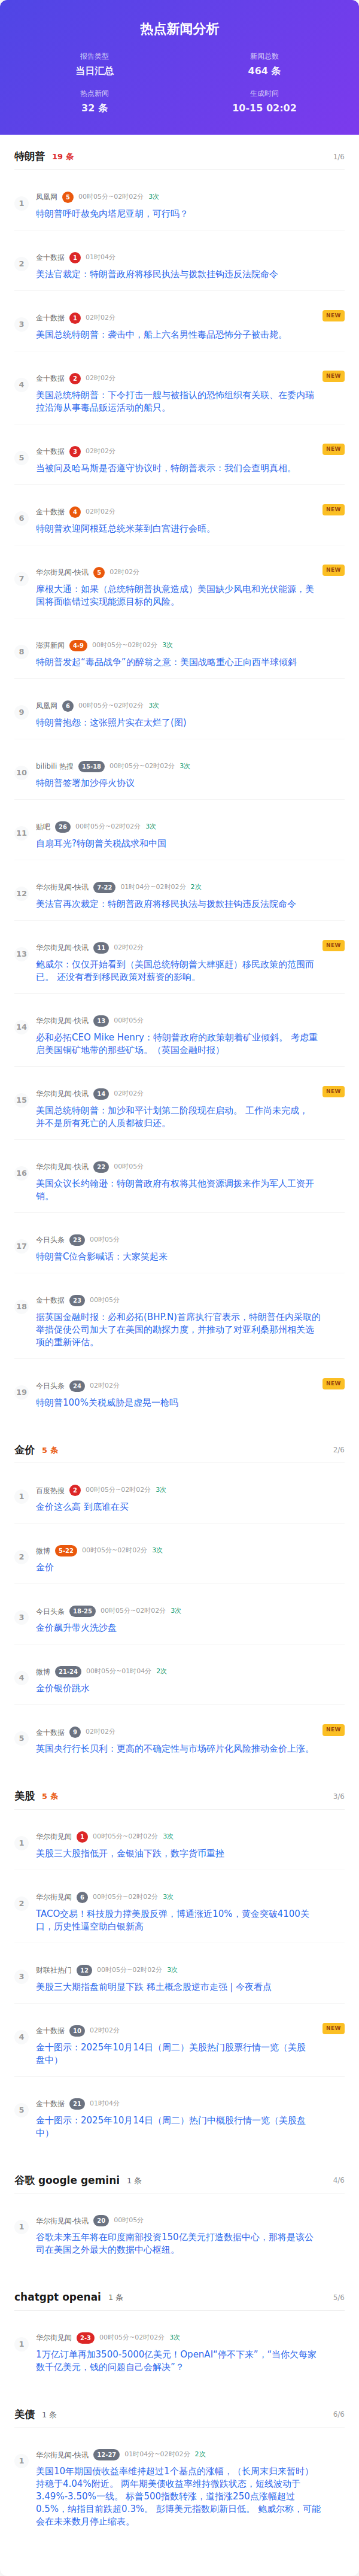 热点新闻分析
报告类型
当日汇总
新闻总数
464 条
热点新闻
32 条
生成时间
10-15 02:02
特朗普 19 条 1/6
1
凤凰网 5 00时05分~02时02分 3次
特朗普呼吁赦免内塔尼亚胡，可行吗？
2
金十数据 1 01时04分
美法官裁定：特朗普政府将移民执法与拨款挂钩违反法院命令
3
金十数据 1 02时02分 NEW
美国总统特朗普：袭击中，船上六名男性毒品恐怖分子被击毙。
4
金十数据 2 02时02分 NEW
美国总统特朗普：下令打击一艘与被指认的恐怖组织有关联、在委内瑞
拉沿海从事毒品贩运活动的船只。
5
金十数据 3 02时02分 NEW
当被问及哈马斯是否遵守协议时，特朗普表示：我们会查明真相。
6
金十数据 4 02时02分 NEW
特朗普欢迎阿根廷总统米莱到白宫进行会晤。
7
华尔街见闻-快讯 5 02时02分 NEW
摩根大通：如果（总统特朗普执意造成）美国缺少风电和光伏能源，美
国将面临错过实现能源目标的风险。
8
澎湃新闻 4-9 00时05分~02时02分 3次
特朗普发起“毒品战争”的醉翁之意：美国战略重心正向西半球倾斜
9
凤凰网 6 00时05分~02时02分 3次
特朗普抱怨：这张照片实在太烂了(图)
10
bilibili 热搜 15-18 00时05分~02时02分 3次
特朗普签署加沙停火协议
11
贴吧 26 00时05分~02时02分 3次
自扇耳光?特朗普关税战求和中国
12
华尔街见闻-快讯 7-22 01时04分~02时02分 2次
美法官再次裁定：特朗普政府将移民执法与拨款挂钩违反法院命令
13
华尔街见闻-快讯 11 02时02分 NEW
鲍威尔：仅仅开始看到（美国总统特朗普大肆驱赶）移民政策的范围而
已。 还没有看到移民政策对薪资的影响。
14
华尔街见闻-快讯 13 00时05分
必和必拓CEO Mike Henry：特朗普政府的政策朝着矿业倾斜。 考虑重
启美国铜矿地带的那些矿场。（英国金融时报）
15
华尔街见闻-快讯 14 02时02分 NEW
美国总统特朗普：加沙和平计划第二阶段现在启动。 工作尚未完成，
并不是所有死亡的人质都被归还。
16
华尔街见闻-快讯 22 00时05分
美国众议长约翰逊：特朗普政府有权将其他资源调拨来作为军人工资开
销。
17
今日头条 23 00时05分
特朗普C位合影喊话：大家笑起来
18
金十数据 23 00时05分
据英国金融时报：必和必拓(BHP.N)首席执行官表示，特朗普任内采取的
举措促使公司加大了在美国的勘探力度，并推动了对亚利桑那州相关选
项的重新评估。
19
今日头条 24 02时02分 NEW
特朗普100%关税威胁是虚晃一枪吗
金价 5 条 2/6
1
百度热搜 2 00时05分~02时02分 3次
金价这么高 到底谁在买
2
微博 5-22 00时05分~02时02分 3次
金价
3
今日头条 18-25 00时05分~02时02分 3次
金价飙升带火洗沙盘
4
微博 21-24 00时05分~01时04分 2次
金价银价跳水
5
金十数据 9 02时02分 NEW
英国央行行长贝利：更高的不确定性与市场碎片化风险推动金价上涨。
美股 5 条 3/6
1
华尔街见闻 1 00时05分~02时02分 3次
美股三大股指低开，金银油下跌，数字货币重挫
2
华尔街见闻 6 00时05分~02时02分 3次
TACO交易！科技股力撑美股反弹，博通涨近10%，黄金突破4100关
口，历史性逼空助白银新高
3
财联社热门 12 00时05分~02时02分 3次
美股三大期指盘前明显下跌 稀土概念股逆市走强 | 今夜看点
4
金十数据 10 02时02分 NEW
金十图示：2025年10月14日（周二）美股热门股票行情一览（美股
盘中）
5
金十数据 21 01时04分
金十图示：2025年10月14日（周二）热门中概股行情一览（美股盘
中）
谷歌 google gemini 1 条 4/6
1
华尔街见闻-快讯 20 00时05分
谷歌未来五年将在印度南部投资150亿美元打造数据中心，那将是该公
司在美国之外最大的数据中心枢纽。
chatgpt openai 1 条 5/6
1
华尔街见闻 2-3 00时05分~02时02分 3次
1万亿订单再加3500-5000亿美元！OpenAI“停不下来”，“当你欠每家
数千亿美元，钱的问题自己会解决”？
美债 1 条 6/6
1
华尔街见闻-快讯 12-27 01时04分~02时02分 2次
美国10年期国债收益率维持超过1个基点的涨幅，（长周末归来暂时）
持稳于4.04%附近。 两年期美债收益率维持微跌状态，短线波动于
3.49%-3.50%一线。 标普500指数转涨，道指涨250点涨幅超过
0.5%，纳指目前跌超0.3%。 彭博美元指数刷新日低。 鲍威尔称，可能
会在未来数月停止缩表。